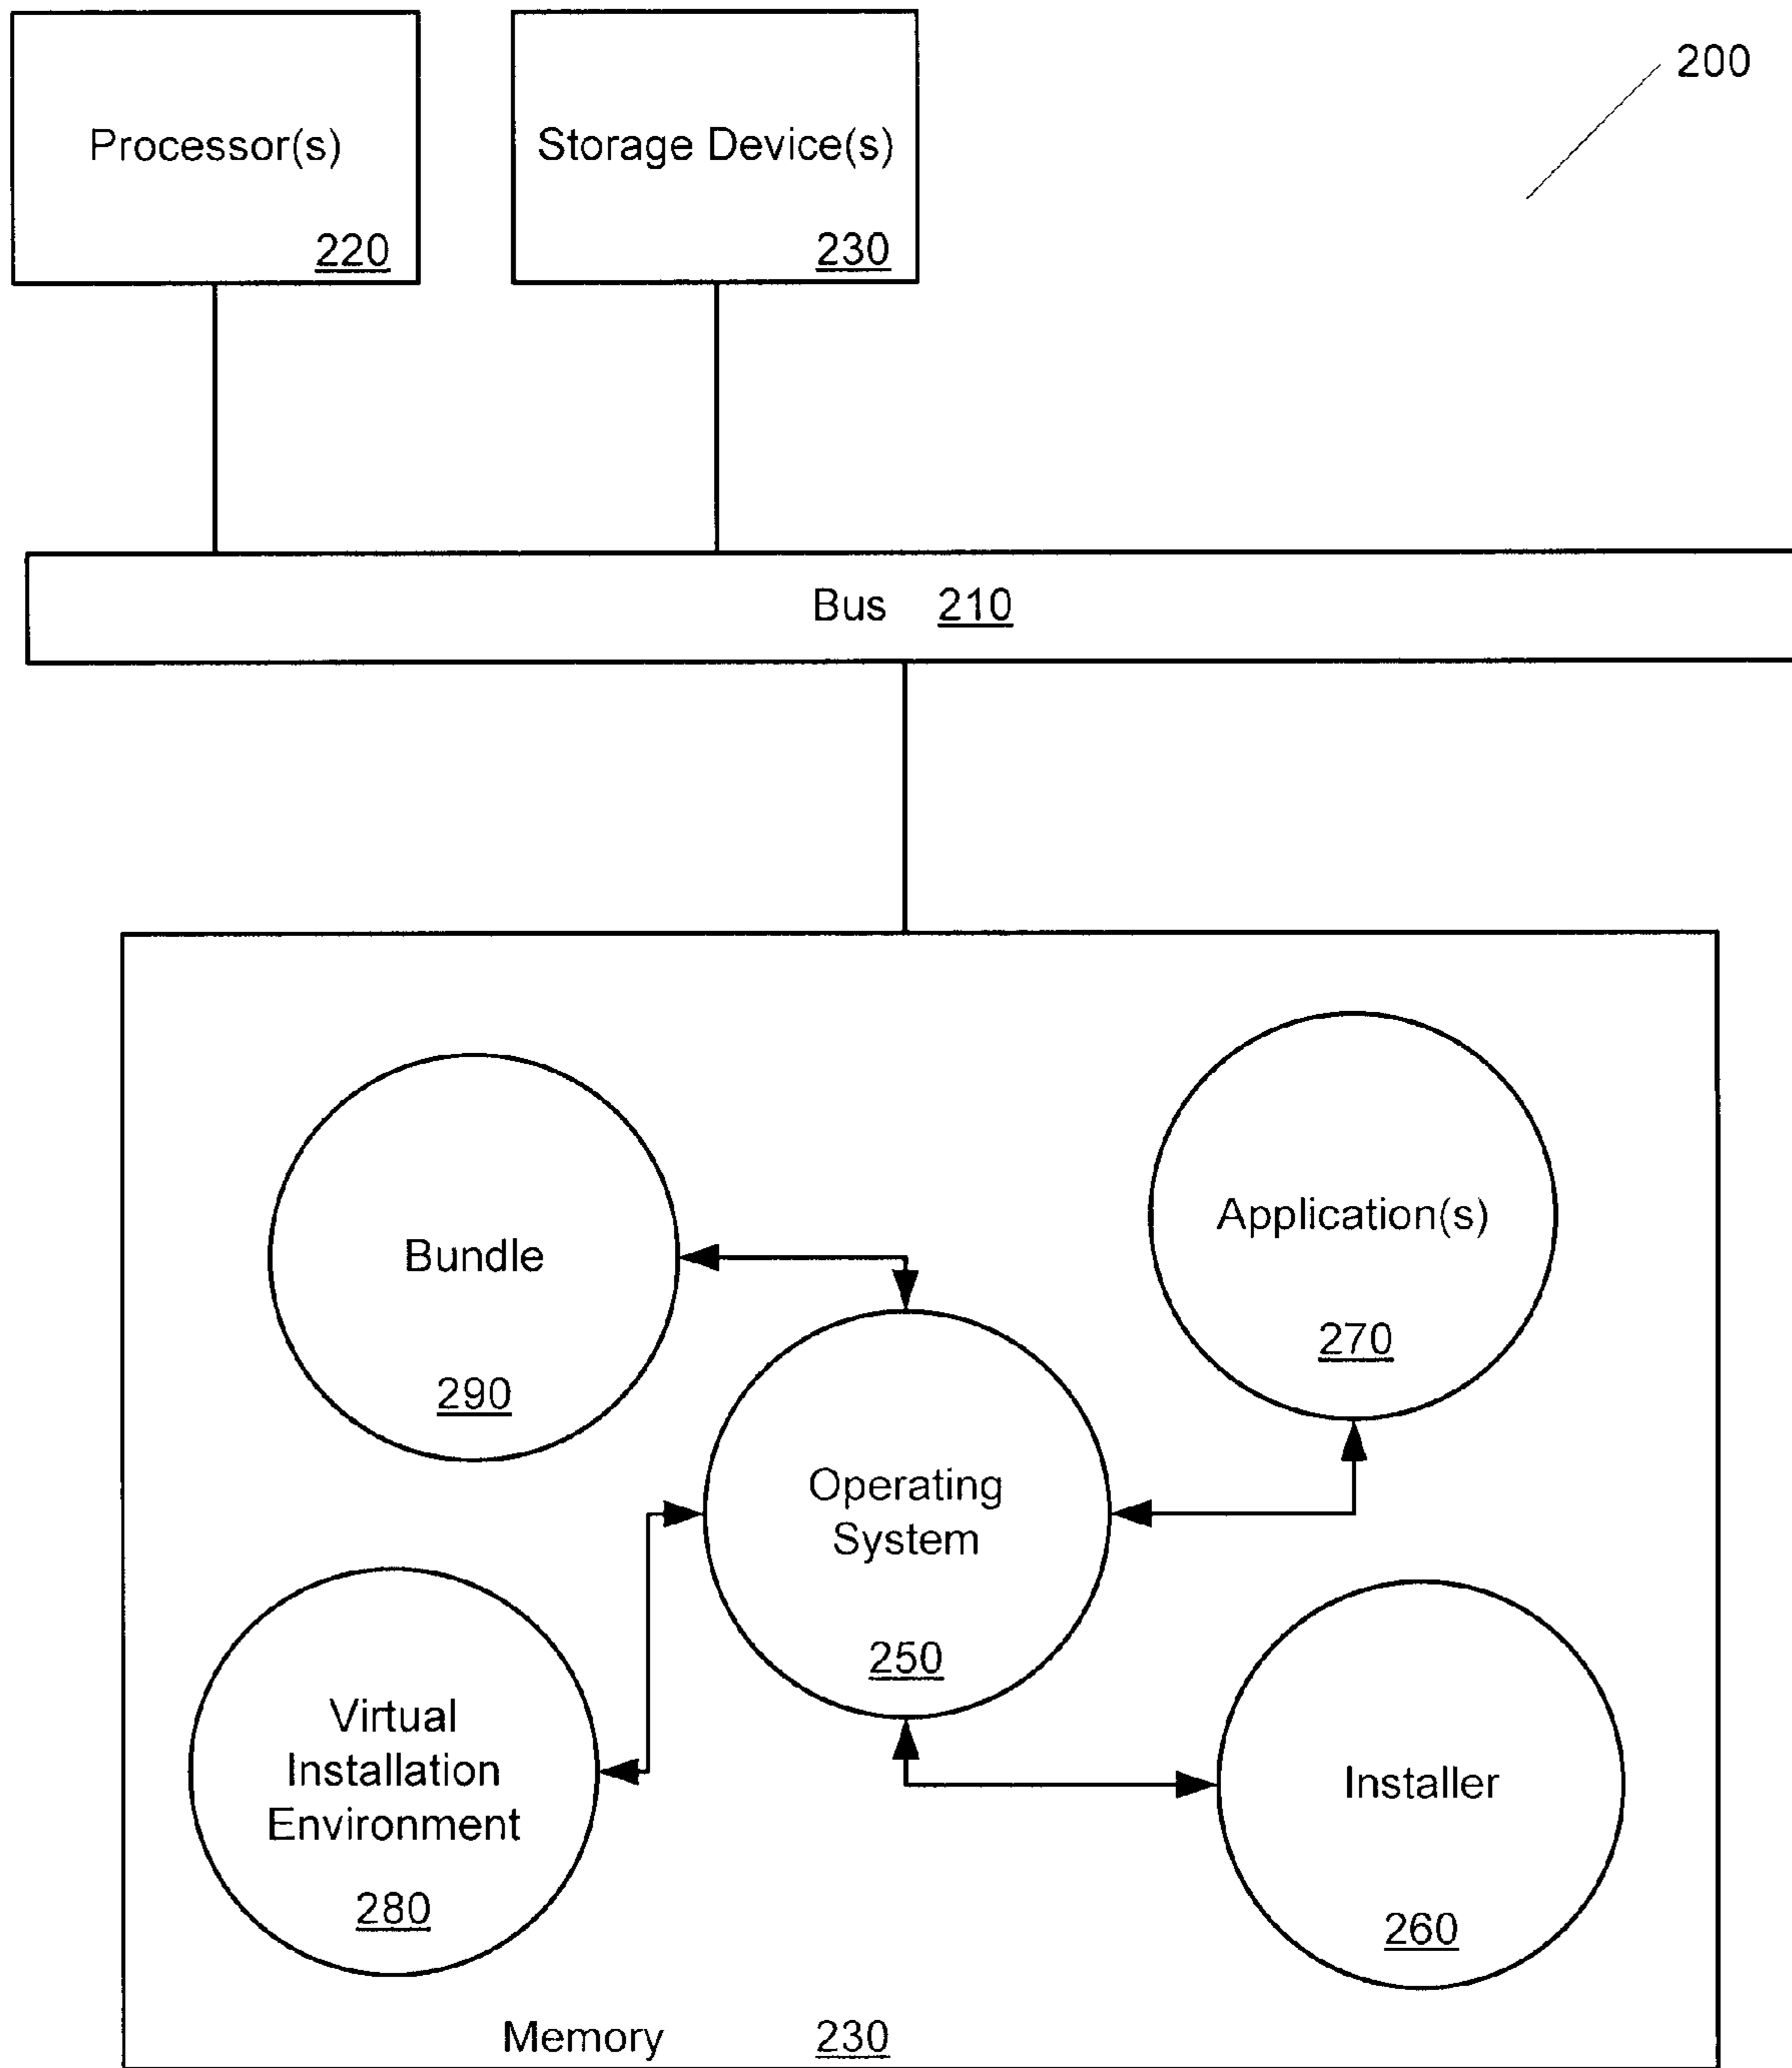 200
Processor(s)
220
Storage Device(s)
230
Bus 210
Bundle
290
Application(s)
270
Operating
System
250
Virtual
Installation
Environment
280
Installer
260
Memory 230